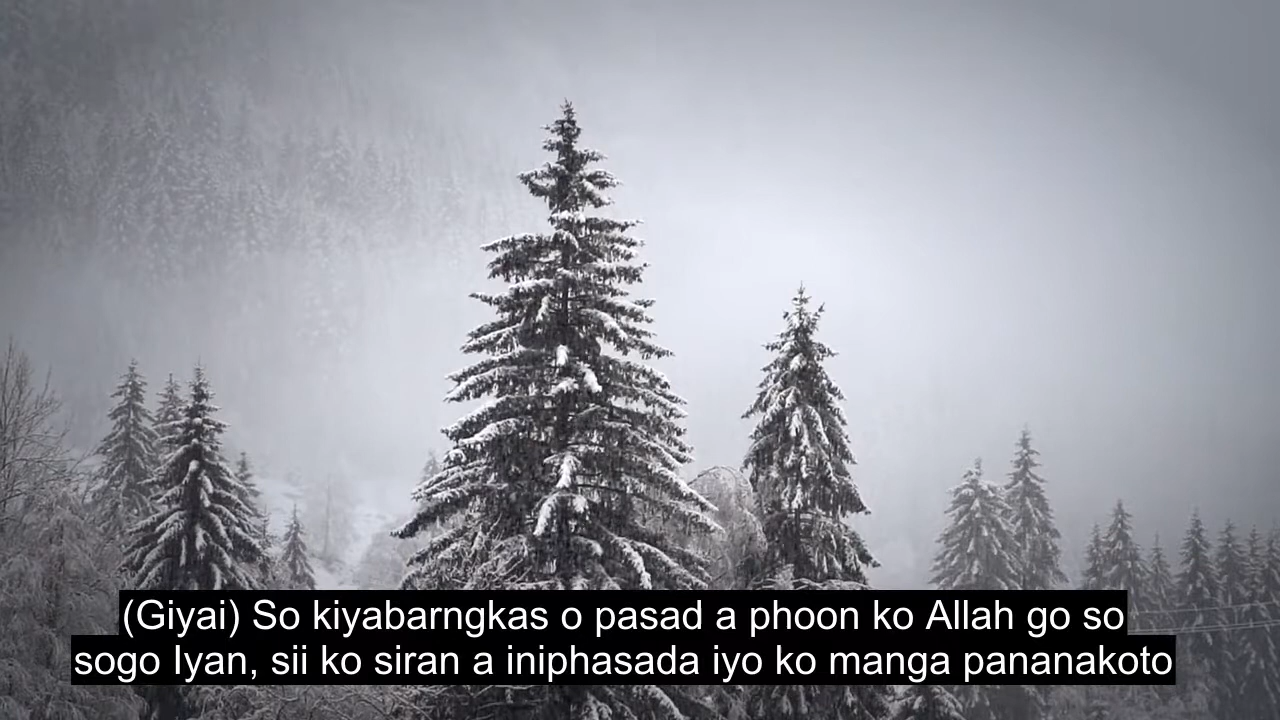 (Giyai) So kiyabarngkas o pasad a phoon ko Allah go so
sogo Iyan, sii ko siran a iniphasada iyo ko manga pananakoto